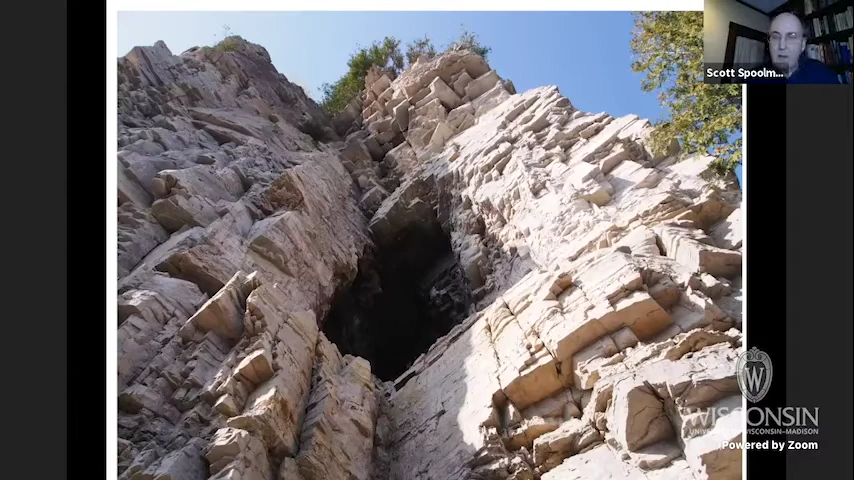 Scott Spoolm...
W
WISCONSIN
UNIVERSITY OF WISCONSIN–MADISON
Powered by Zoom